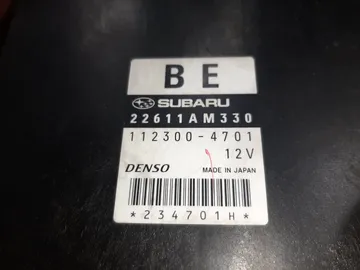 BE
SUBARU
22611AM330
112300-4701
12V
DENSO MADE IN JAPAN
*234701H*